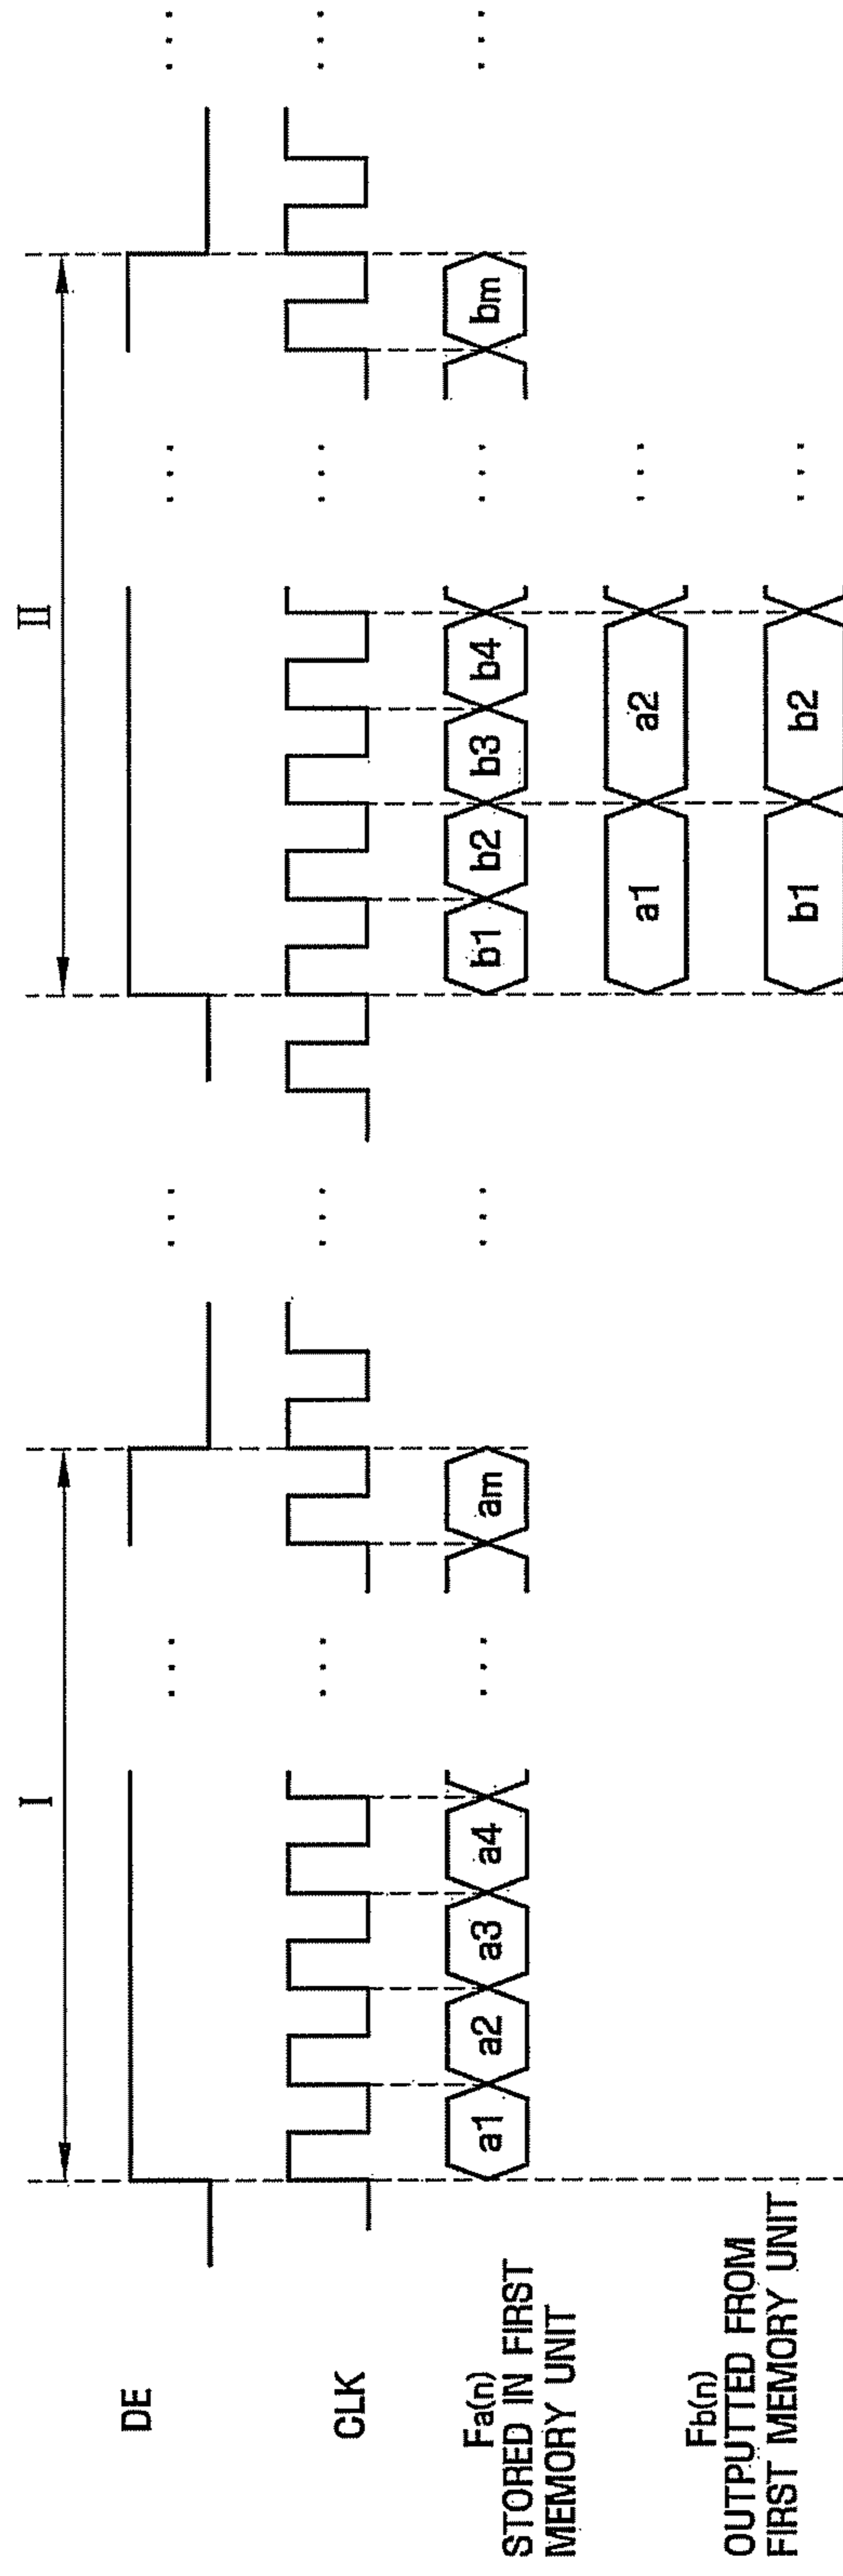 I II
DE
CLK
Fa(n)
STORED IN FIRST
MEMORY UNIT
a1 a2 a3 a4 ... am ... b1 b2 b3 b4 ... bm ...
Fb(n)
OUTPUTTED FROM
FIRST MEMORY UNIT
a1 a2 ...
b1 b2 ...